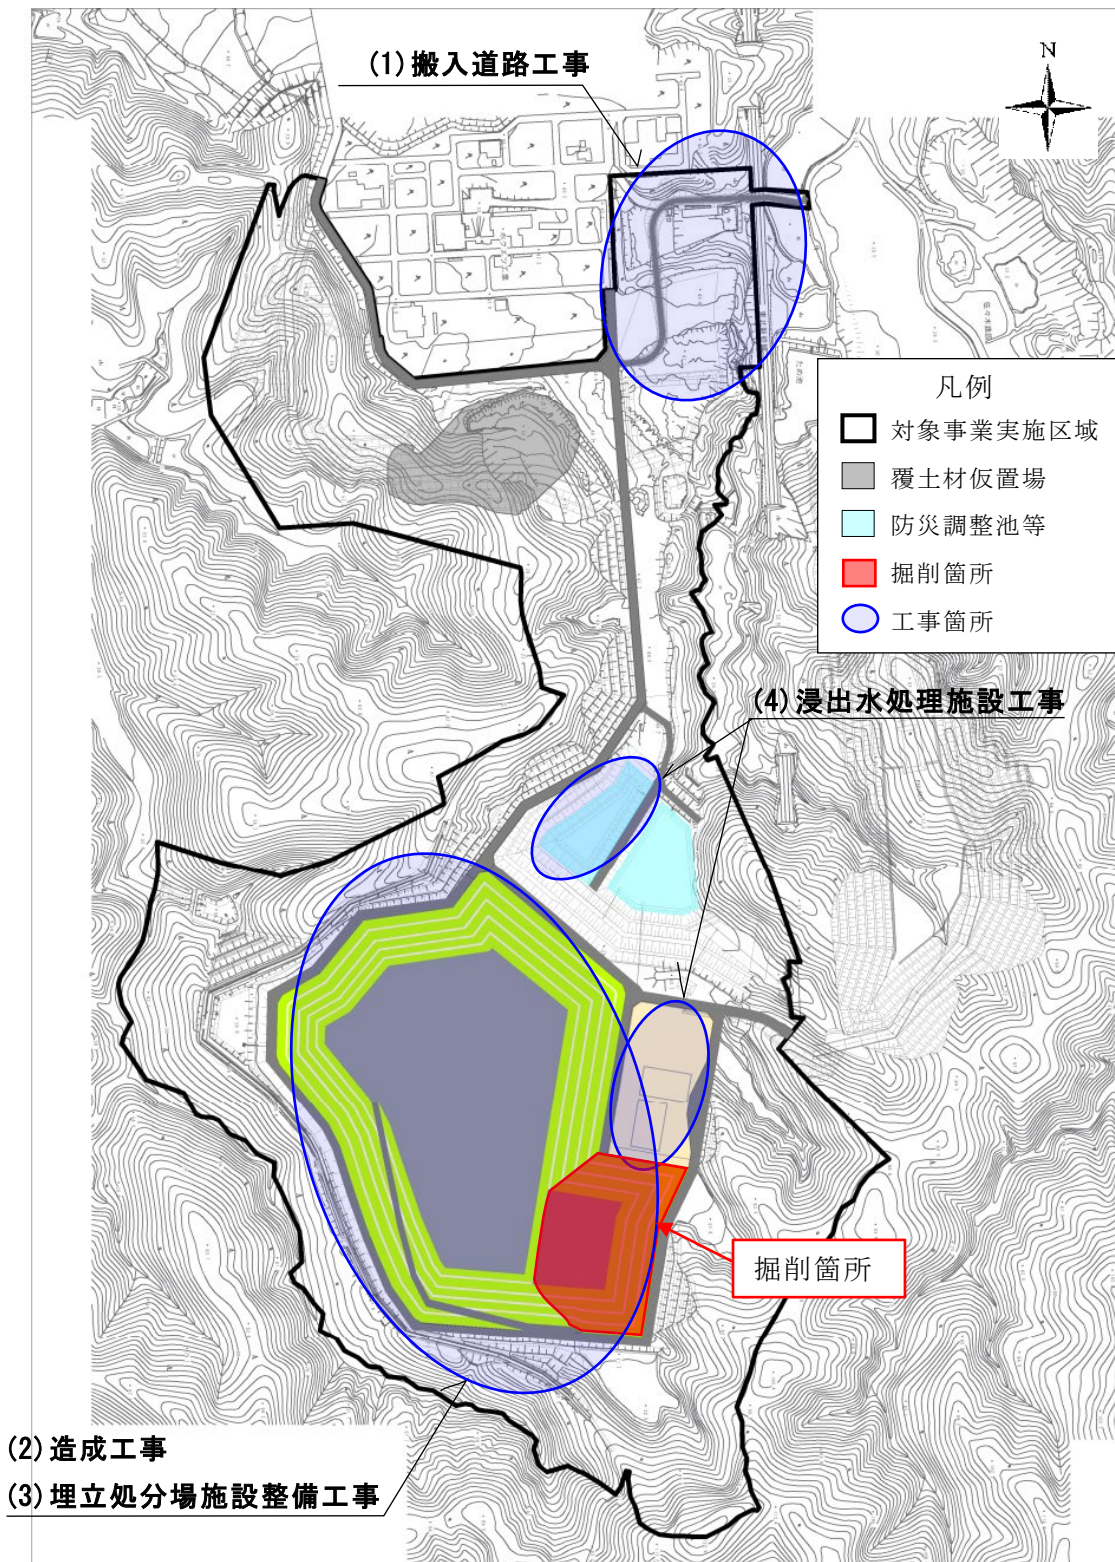 (1)搬入道路工事
N
凡例
対象事業実施区域
覆土材仮置場
防災調整池等
掘削箇所
工事箇所
(4)浸出水処理施設工事
掘削箇所
(2)造成工事
(3)埋立処分場施設整備工事
ため池